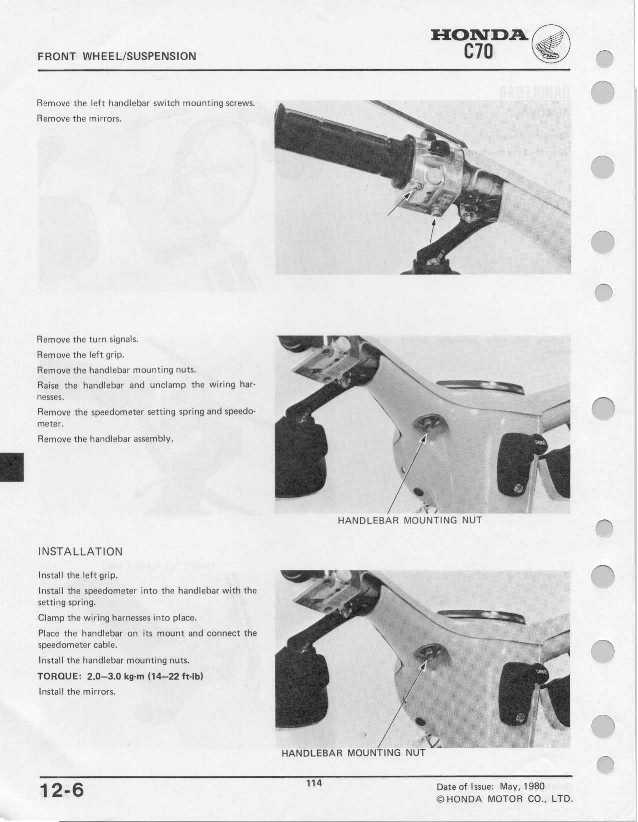 HONDA
C70
FRONT WHEEL/SUSPENSION
Remove the left handlebar switch mounting screws.
Remove the mirrors.
Remove the turn signals.
Remove the left grip.
Remove the handlebar mounting nuts.
Raise the handlebar and unclamp the wiring har-
nesses.
Remove the speedometer setting spring and speedo-
meter.
Remove the handlebar assembly.
HANDLEBAR MOUNTING NUT
INSTALLATION
Install the left grip.
Install the speedometer into the handlebar with the
setting spring.
Clamp the wiring harnesses into place.
Place the handlebar on its mount and connect the
speedometer cable.
Install the handlebar mounting nuts.
TORQUE: 2.0—3.0 kg-m (14—22 ft-lb)
Install the mirrors.
HANDLEBAR MOUNTING NUT
12-6
114
Date of Issue: May, 1980
© HONDA MOTOR CO., LTD.